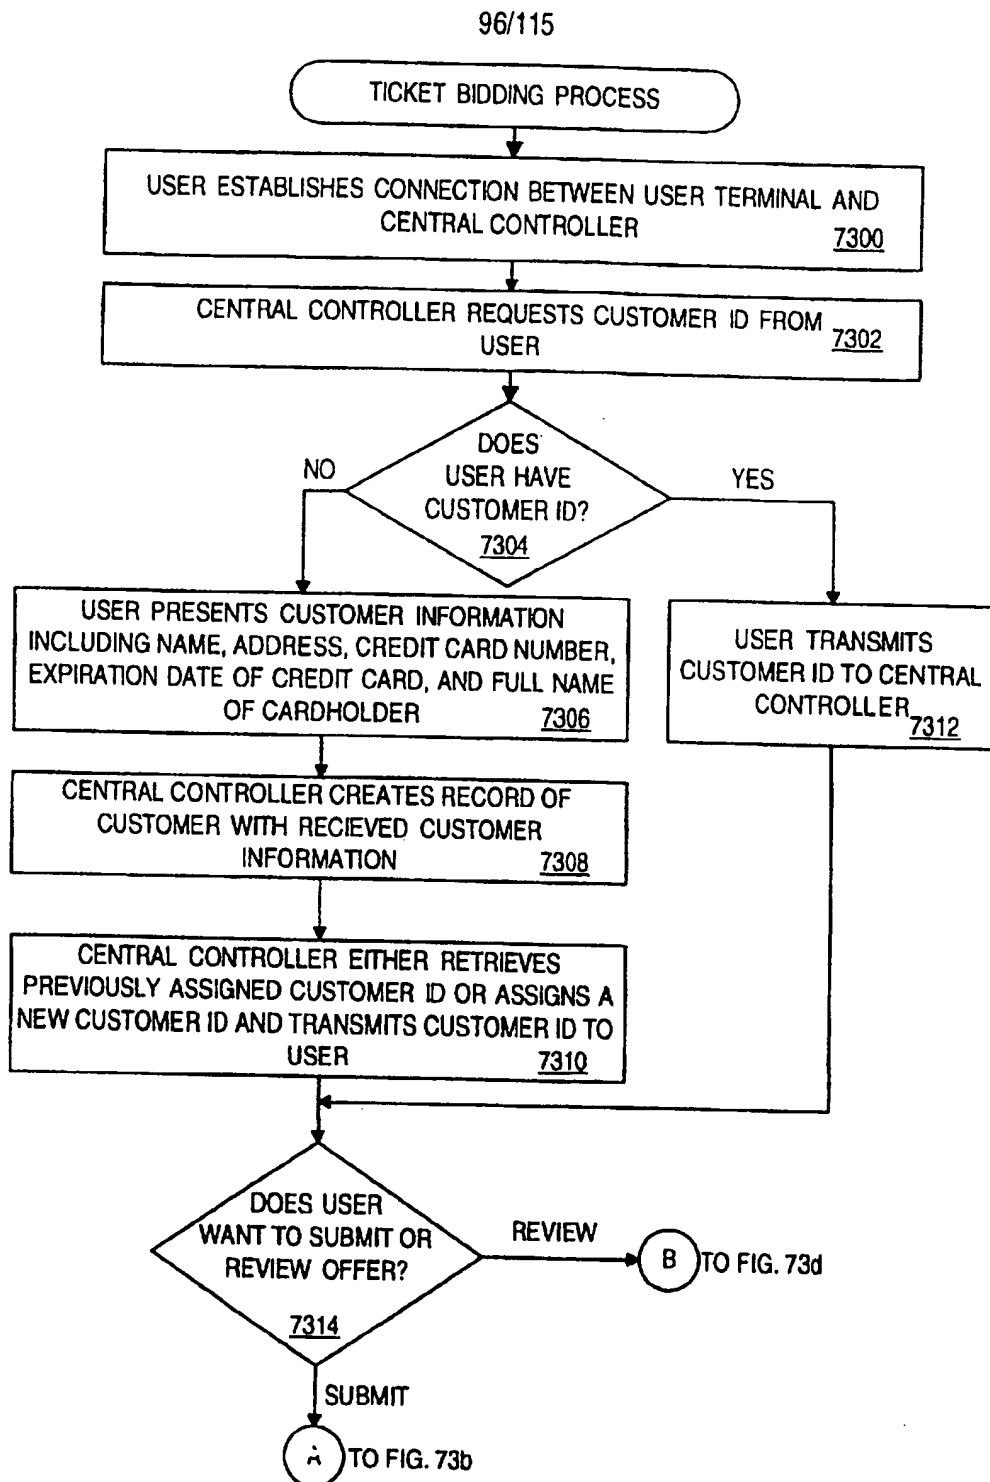 96/115
TICKET BIDDING PROCESS
USER ESTABLISHES CONNECTION BETWEEN USER TERMINAL AND
CENTRAL CONTROLLER 7300
CENTRAL CONTROLLER REQUESTS CUSTOMER ID FROM 7302
USER
DOES
USER HAVE
CUSTOMER ID?
7304
NO
YES
USER PRESENTS CUSTOMER INFORMATION
INCLUDING NAME, ADDRESS, CREDIT CARD NUMBER,
EXPIRATION DATE OF CREDIT CARD, AND FULL NAME
OF CARDHOLDER 7306
USER TRANSMITS
CUSTOMER ID TO CENTRAL
CONTROLLER 7312
CENTRAL CONTROLLER CREATES RECORD OF
CUSTOMER WITH RECIEVED CUSTOMER
INFORMATION 7308
CENTRAL CONTROLLER EITHER RETRIEVES
PREVIOUSLY ASSIGNED CUSTOMER ID OR ASSIGNS A
NEW CUSTOMER ID AND TRANSMITS CUSTOMER ID TO
USER 7310
DOES USER
WANT TO SUBMIT OR
REVIEW OFFER?
7314
REVIEW
B TO FIG. 73d
SUBMIT
A TO FIG. 73b